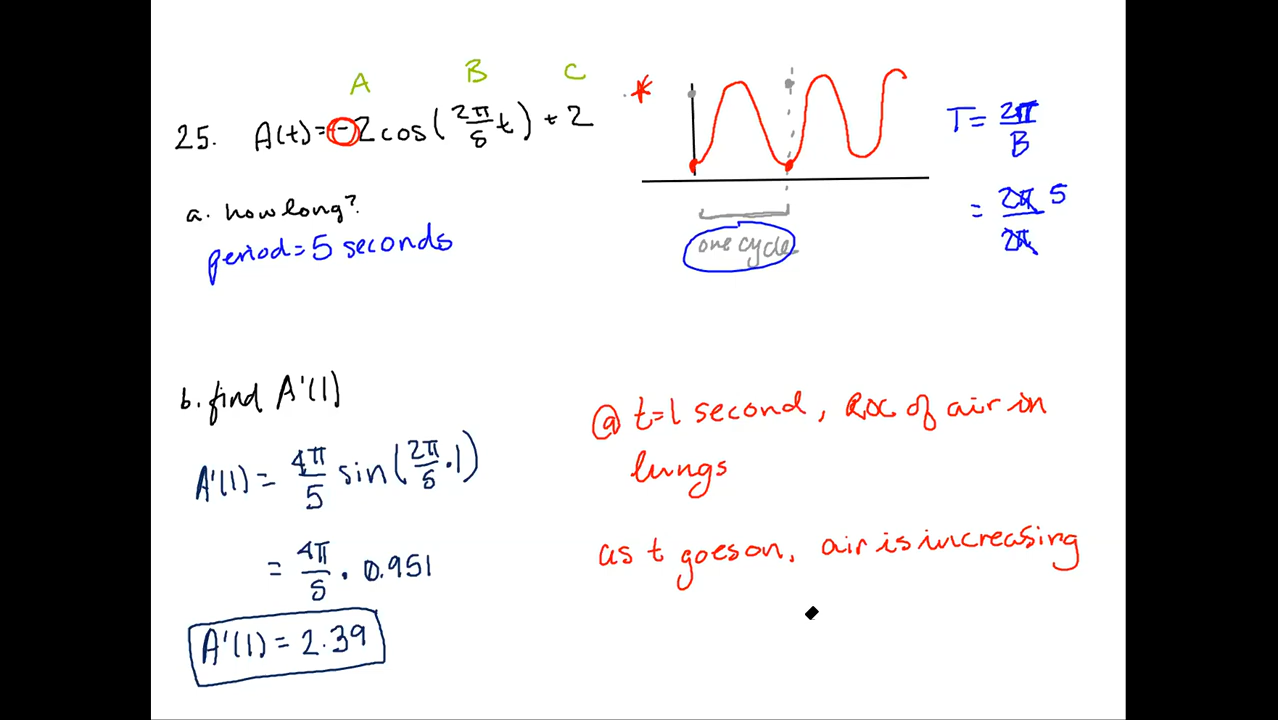 A B C
25. A(t) = -2 cos(2π/5 t) + 2
*
T = 2π/B
= 2π/2π 5
a. how long?
period = 5 seconds
one cycle
b. find A'(1)
A'(1) = 4π/5 sin(2π/5 · 1)
= 4π/5 · 0.951
A'(1) = 2.39
@ t=1 second, ROC of air in
lungs
as t goes on, air is increasing